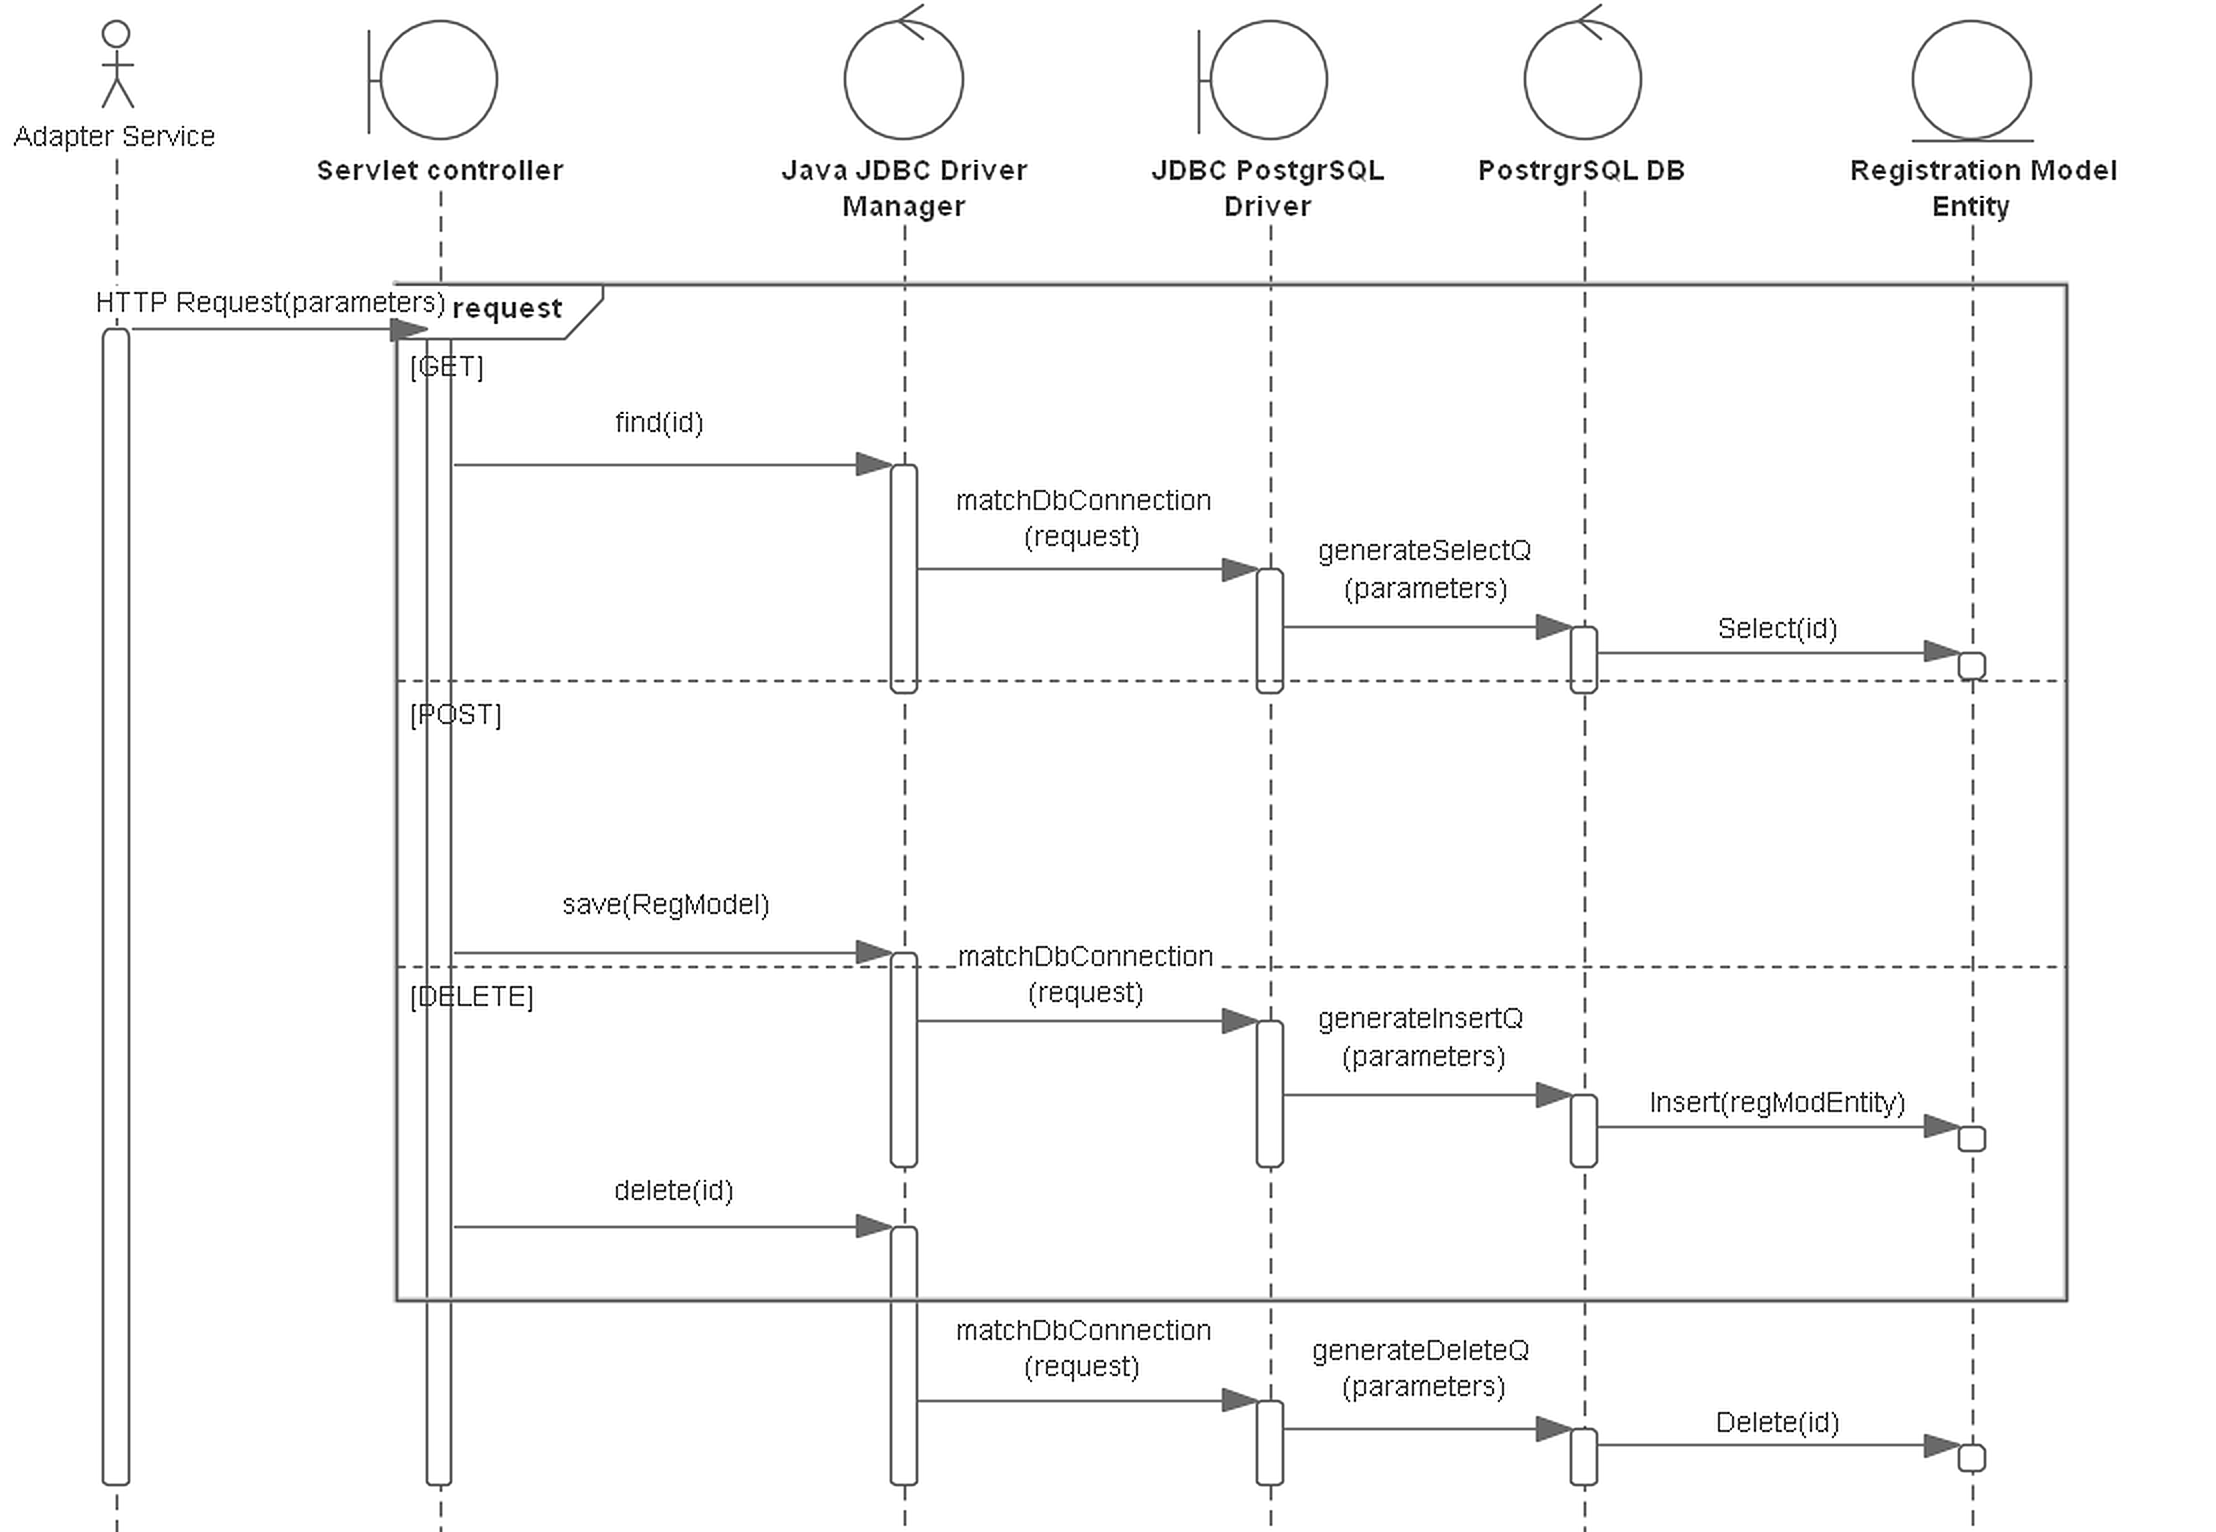 Adapter Service
Servlet controller
Java JDBC Driver
Manager
JDBC PostgrSQL
Driver
PostrgrSQL DB
Registration Model
Entity
HTTP Request(parameters)
request
[GET]
find(id)
matchDbConnection
(request)
generateSelectQ
(parameters)
Select(id)
[POST]
save(RegModel)
matchDbConnection
(request)
[DELETE]
generateInsertQ
(parameters)
Insert(regModEntity)
delete(id)
matchDbConnection
(request)
generateDeleteQ
(parameters)
Delete(id)